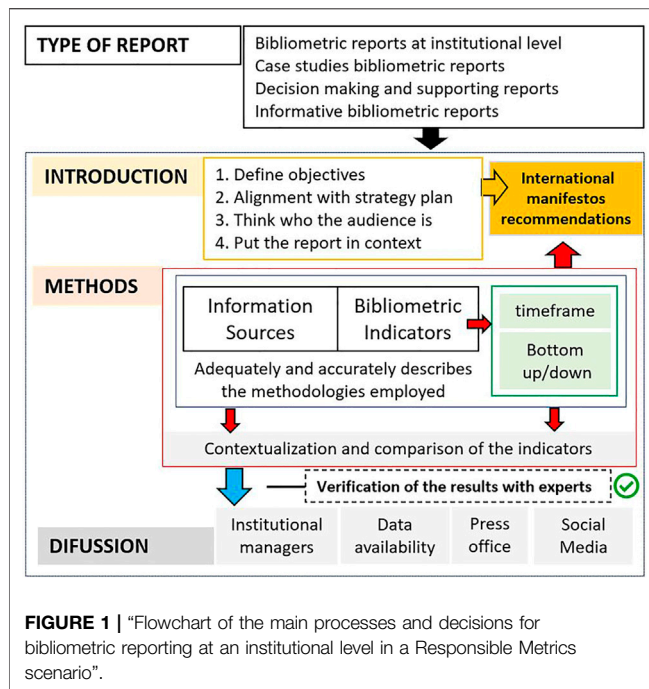 TYPE OF REPORT
Bibliometric reports at institutional level
Case studies bibliometric reports
Decision making and supporting reports
Informative bibliometric reports
INTRODUCTION
1. Define objectives
2. Alignment with strategy plan
3. Think who the audience is
4. Put the report in context
International
manifestos
recommendations
METHODS
Information
Sources
Bibliometric
Indicators
timeframe
Bottom
up/down
Adequately and accurately describes
the methodologies employed
Contextualization and comparison of the indicators
Verification of the results with experts
DIFUSSION
Institutional
managers
Data
availability
Press
office
Social
Media
FIGURE 1 | “Flowchart of the main processes and decisions for
bibliometric reporting at an institutional level in a Responsible Metrics
scenario”.